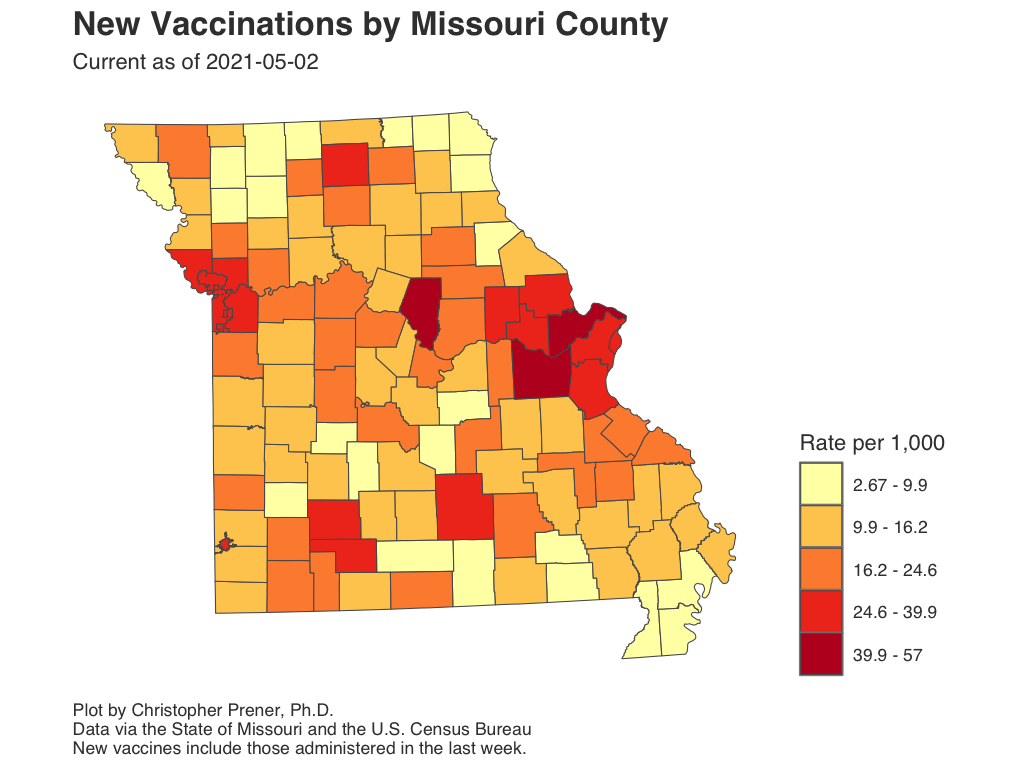 New Vaccinations by Missouri County
Current as of 2021-05-02
Rate per 1,000
2.67 - 9.9
9.9 - 16.2
16.2 - 24.6
24.6 - 39.9
39.9 - 57
Plot by Christopher Prener, Ph.D.
Data via the State of Missouri and the U.S. Census Bureau
New vaccines include those administered in the last week.